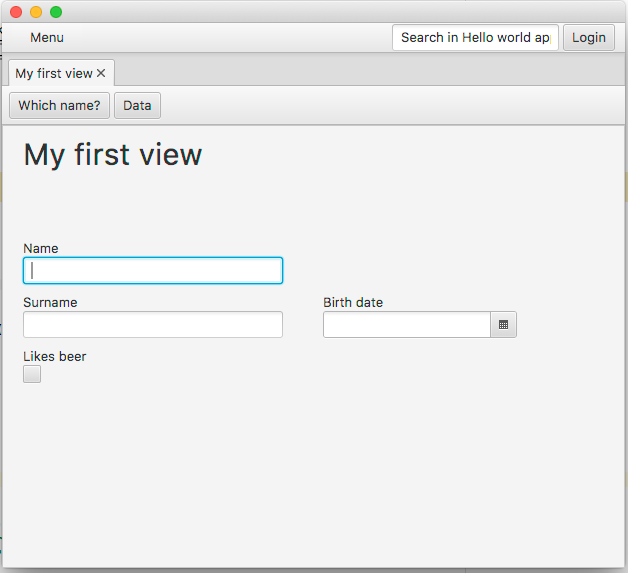 Menu
Search in Hello world ap
Login
My first view
Which name?
Data
My first view
Name
Surname
Birth date
Likes beer